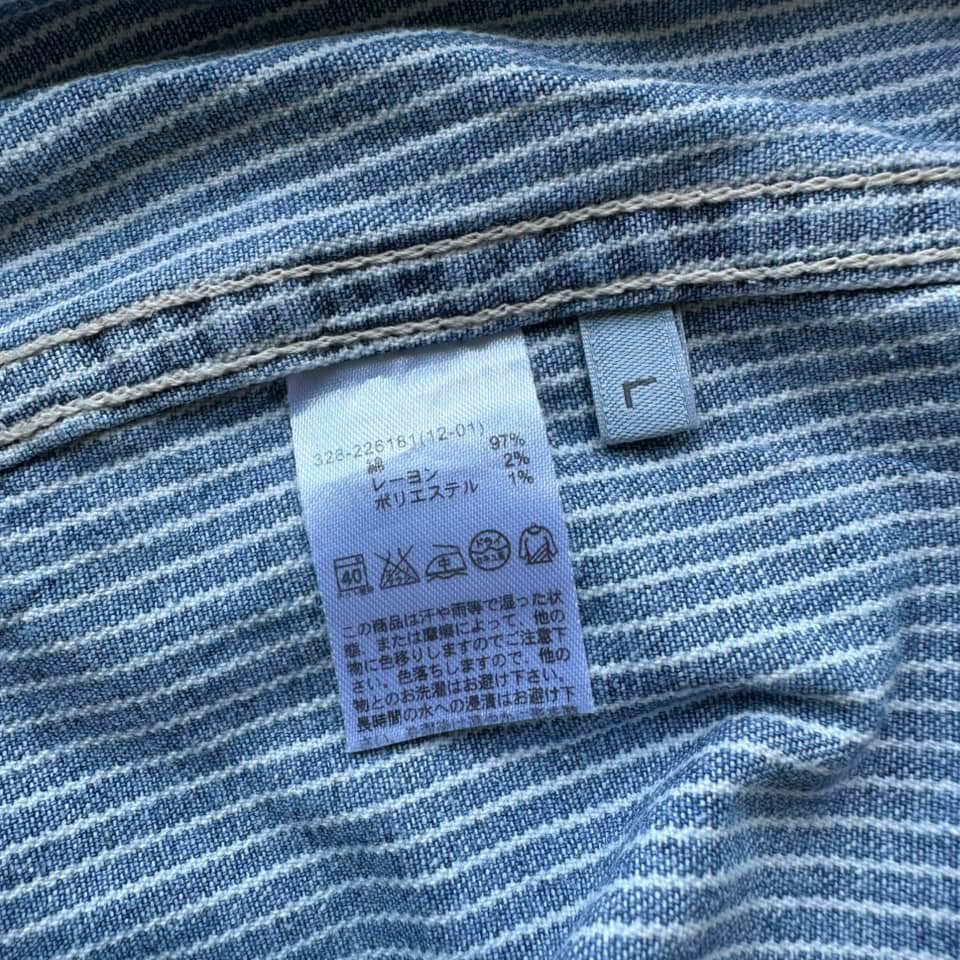 328-226181(12-01)
綿 97%
レーヨン 2%
ポリエステル 1%
40
中
この商品は汗や雨等で湿った状
態、または摩擦によって、他の
物に色移りしますのでご注意下
さい。色落ちしますので、他の
物とのお洗濯はお避け下さい。
長時間の水への浸漬はお避け下
L